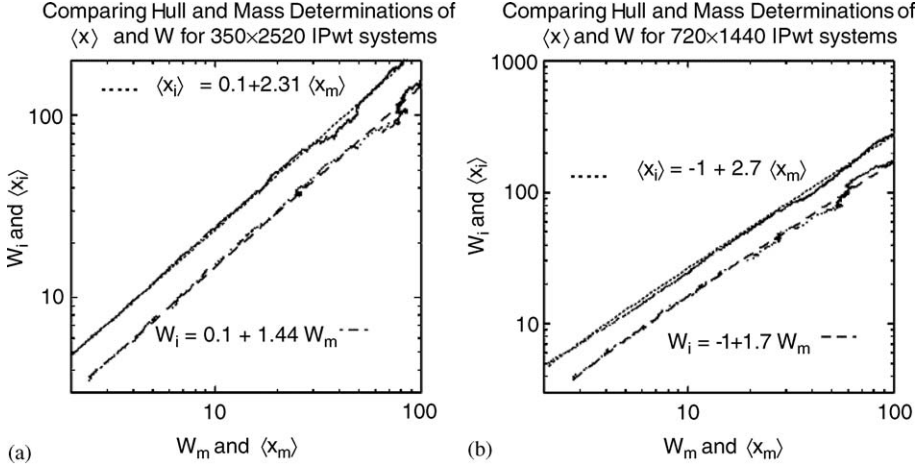 Comparing Hull and Mass Determinations of
⟨x⟩ and W for 350×2520 IPwt systems
⟨xᵢ⟩ = 0.1+2.31 ⟨xₘ⟩
100
Wᵢ and ⟨xᵢ⟩
10
Wᵢ = 0.1 + 1.44 Wₘ
10
100
(a)
Wₘ and ⟨xₘ⟩
Comparing Hull and Mass Determinations of
⟨x⟩ and W for 720×1440 IPwt systems
1000
⟨xᵢ⟩ = -1 + 2.7 ⟨xₘ⟩
100
Wᵢ and ⟨xᵢ⟩
10
Wᵢ = -1+1.7 Wₘ
10
100
(b)
Wₘ and ⟨xₘ⟩